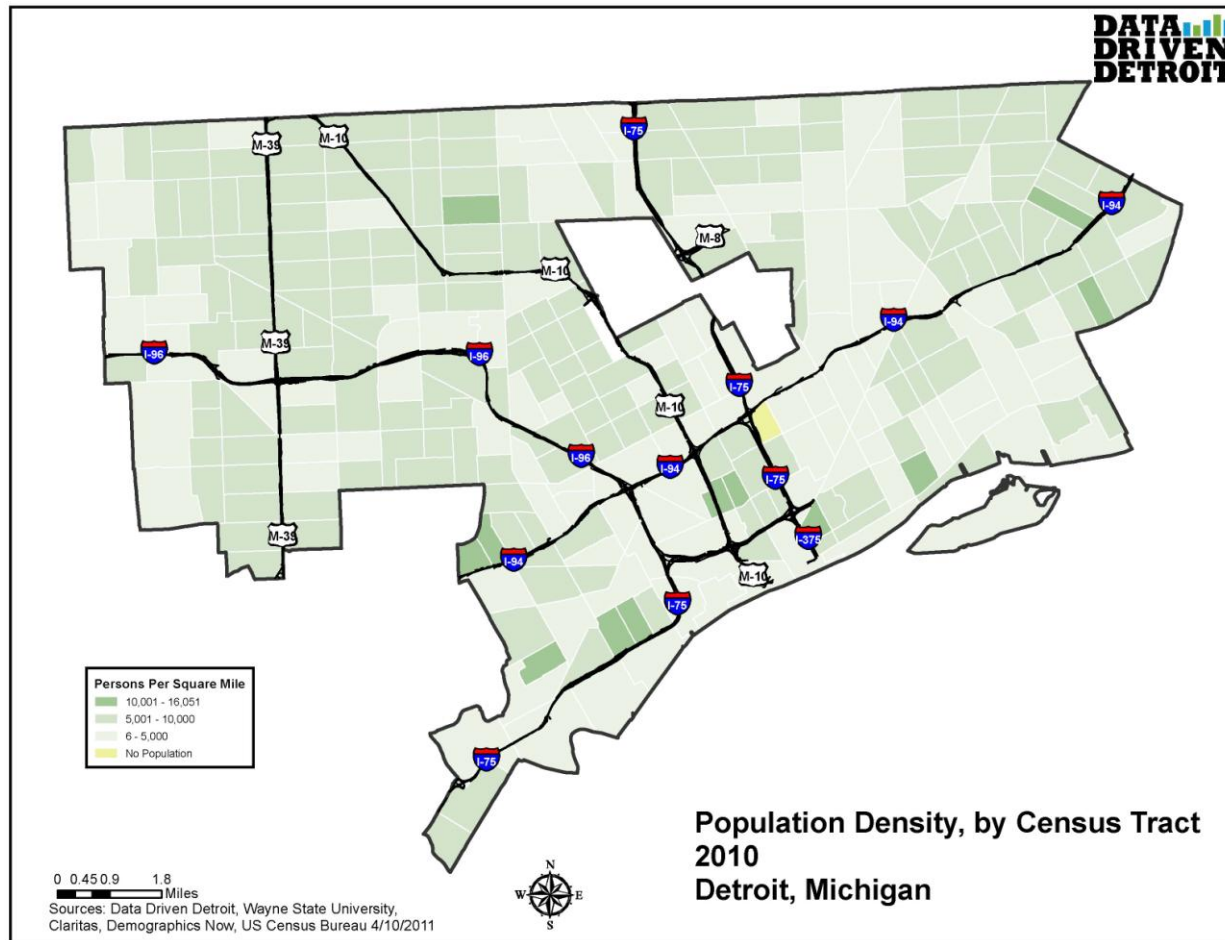 DATA
DRIVEN
DETROIT
I-75
M-39
M-10
I-94
M-8
M-10
I-94
M-39
I-96
I-96
I-75
M-10
I-96
I-94
I-75
M-39
I-94
I-375
M-10
I-75
I-75
Persons Per Square Mile
10,001 - 16,051
5,001 - 10,000
6 - 5,000
No Population
Population Density, by Census Tract
2010
Detroit, Michigan
0 0.45 0.9 1.8
Miles
N
W E
S
Sources: Data Driven Detroit, Wayne State University,
Claritas, Demographics Now, US Census Bureau 4/10/2011